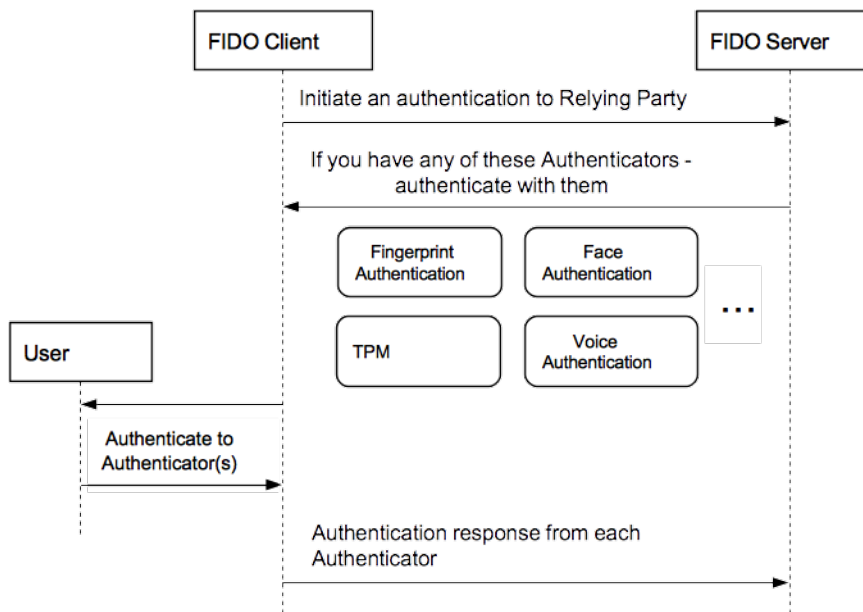 FIDO Client
FIDO Server
Initiate an authentication to Relying Party
If you have any of these Authenticators -
authenticate with them
Fingerprint
Authentication
Face
Authentication
...
TPM
Voice
Authentication
User
Authenticate to
Authenticator(s)
Authentication response from each
Authenticator